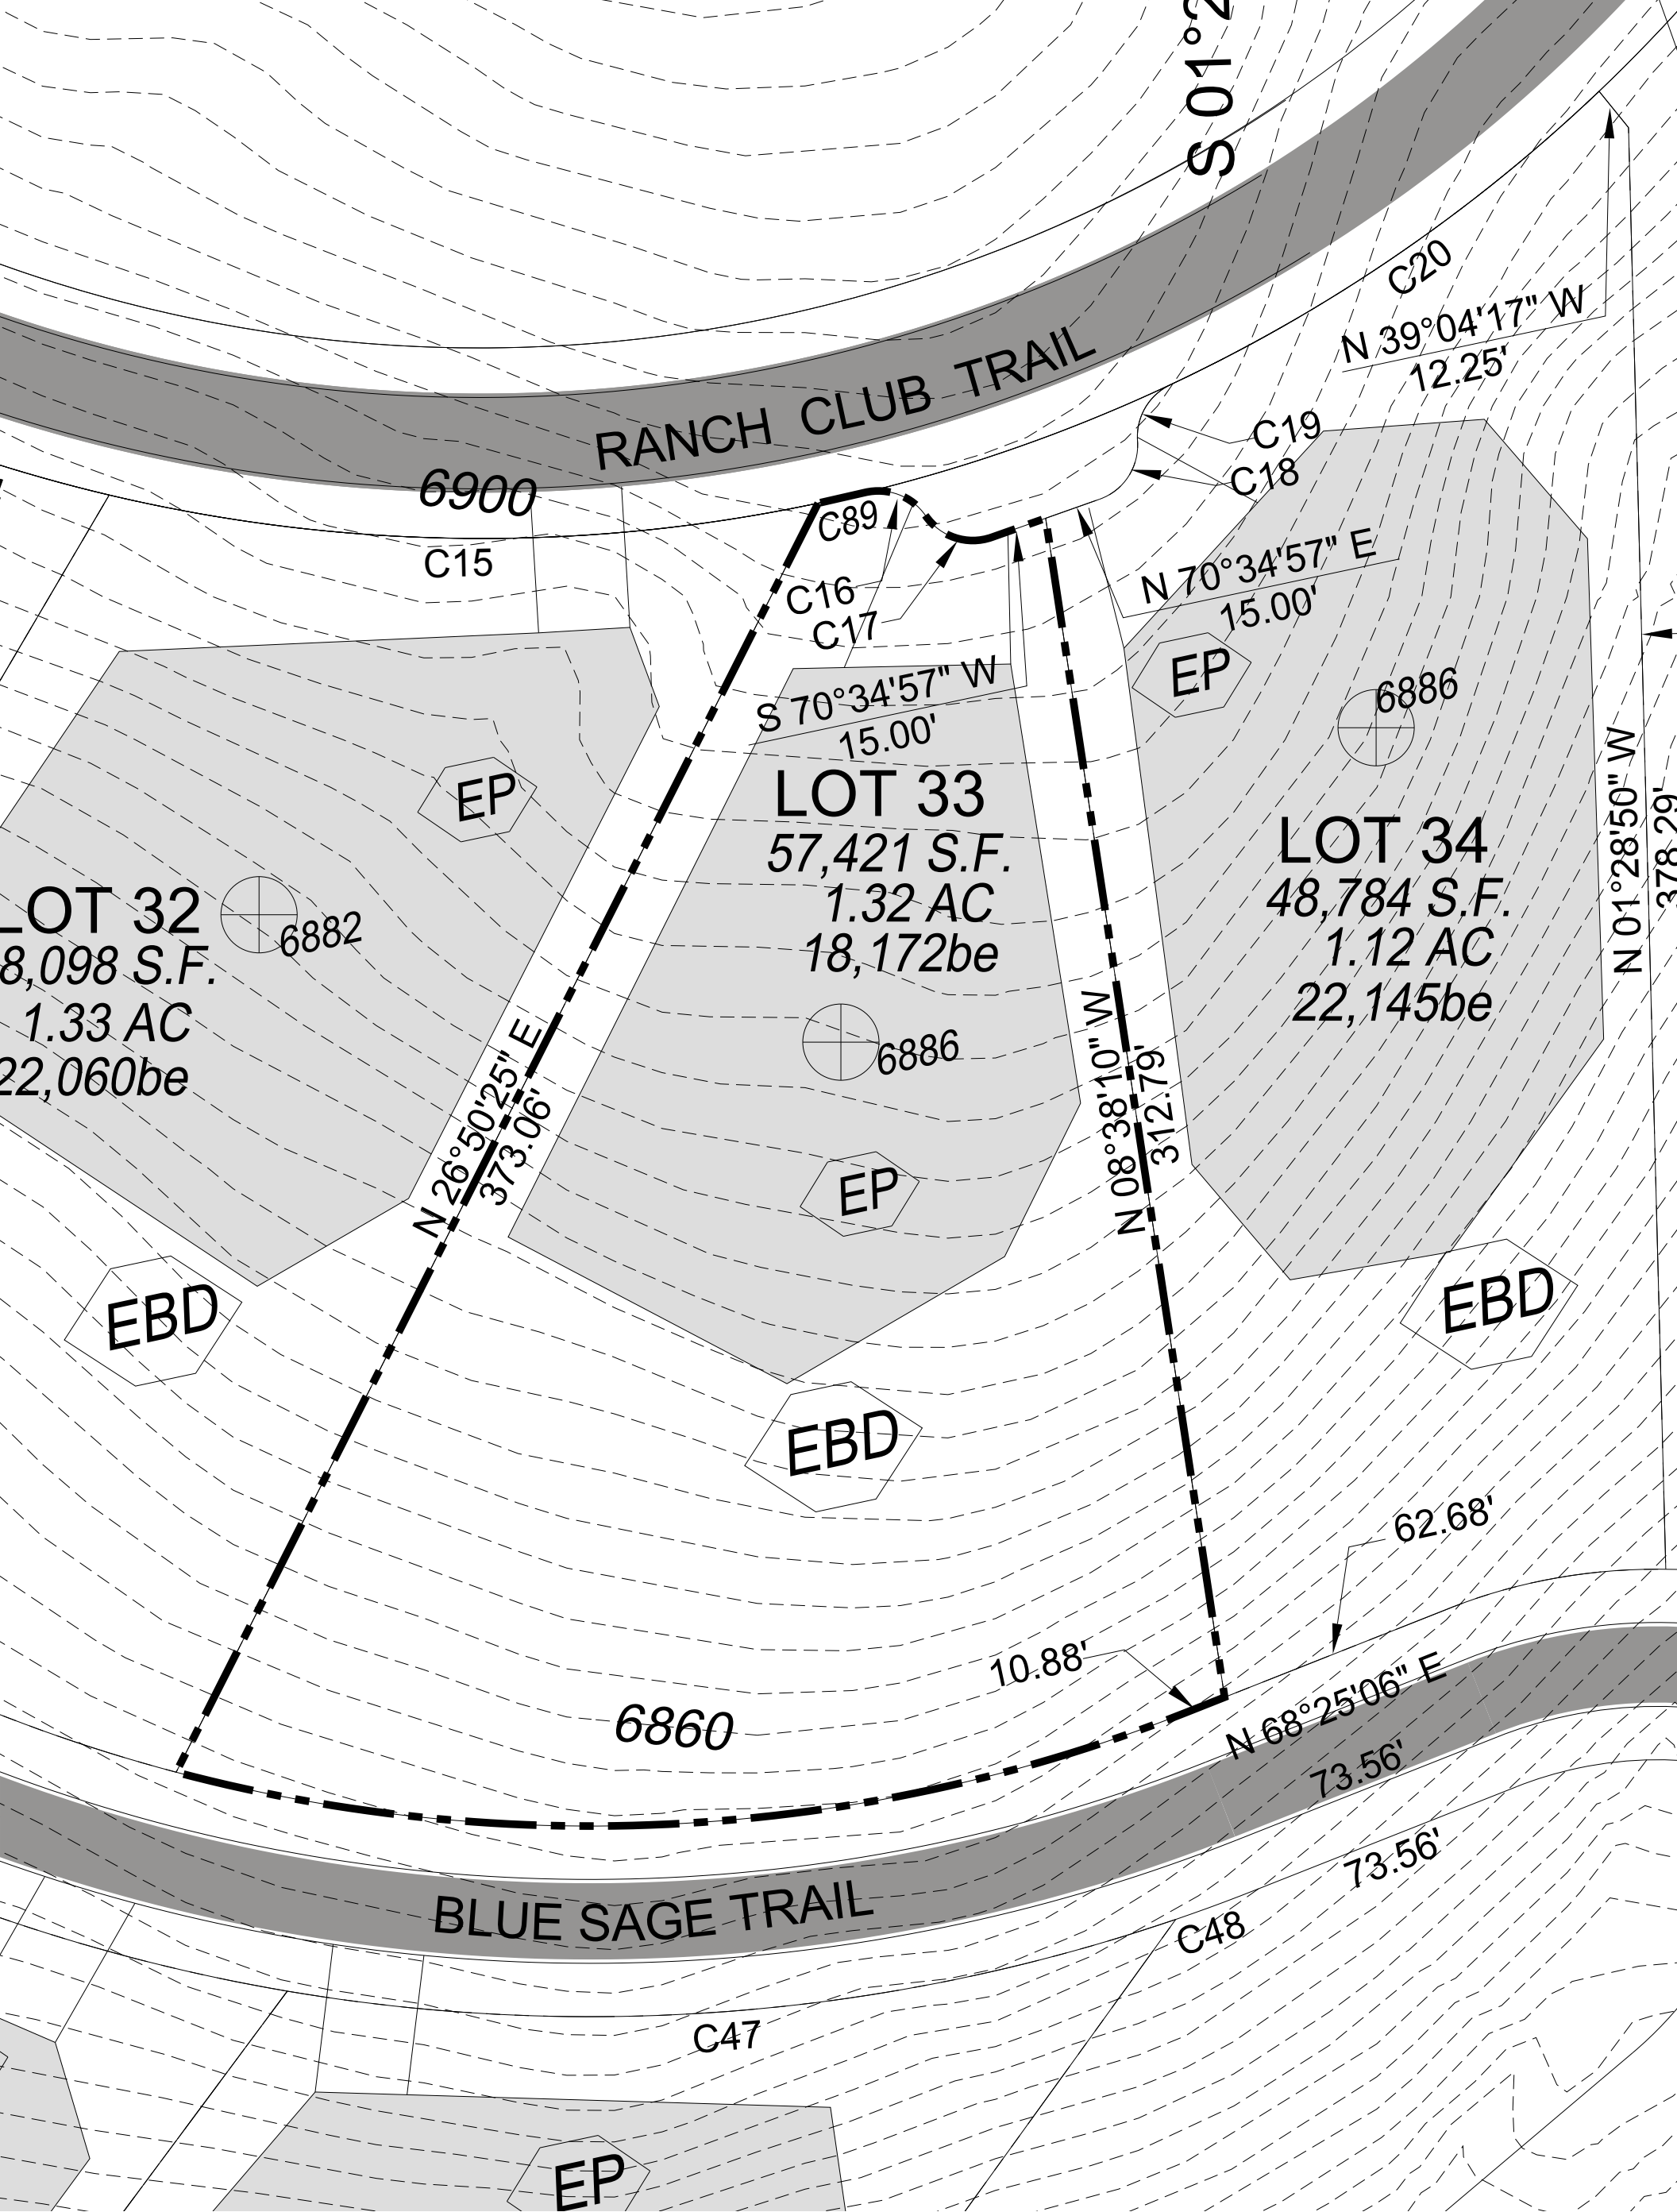 S 01°2
C20
N 39°04'17" W
12.25'
RANCH CLUB TRAIL
C19
C18
6900
C89
C15
N 70°34'57" E
15.00'
C16
C17
EP
S 70°34'57" W
15.00'
6886
EP
LOT 33
57,421 S.F.
1.32 AC
18,172be
LOT 34
48,784 S.F.
1.12 AC
22,145be
N 01°28'50" W
378.29'
LOT 32
8,098 S.F.
1.33 AC
22,060be
6882
6886
N 26°50'25" E
373.06'
N 08°38'10" W
312.79'
EP
EBD
EBD
EBD
62.68'
10.88'
6860
N 68°25'06" E
73.56'
73.56'
BLUE SAGE TRAIL
C48
C47
EP